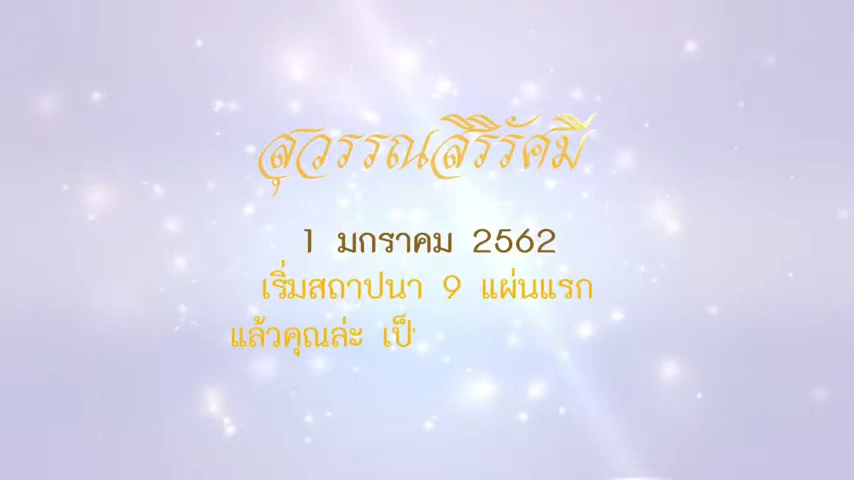 สุวรรณสิริรัศมี
1 มกราคม 2562
เริ่มสถาปนา 9 แผ่นแรก
แล้วคุณล่ะ